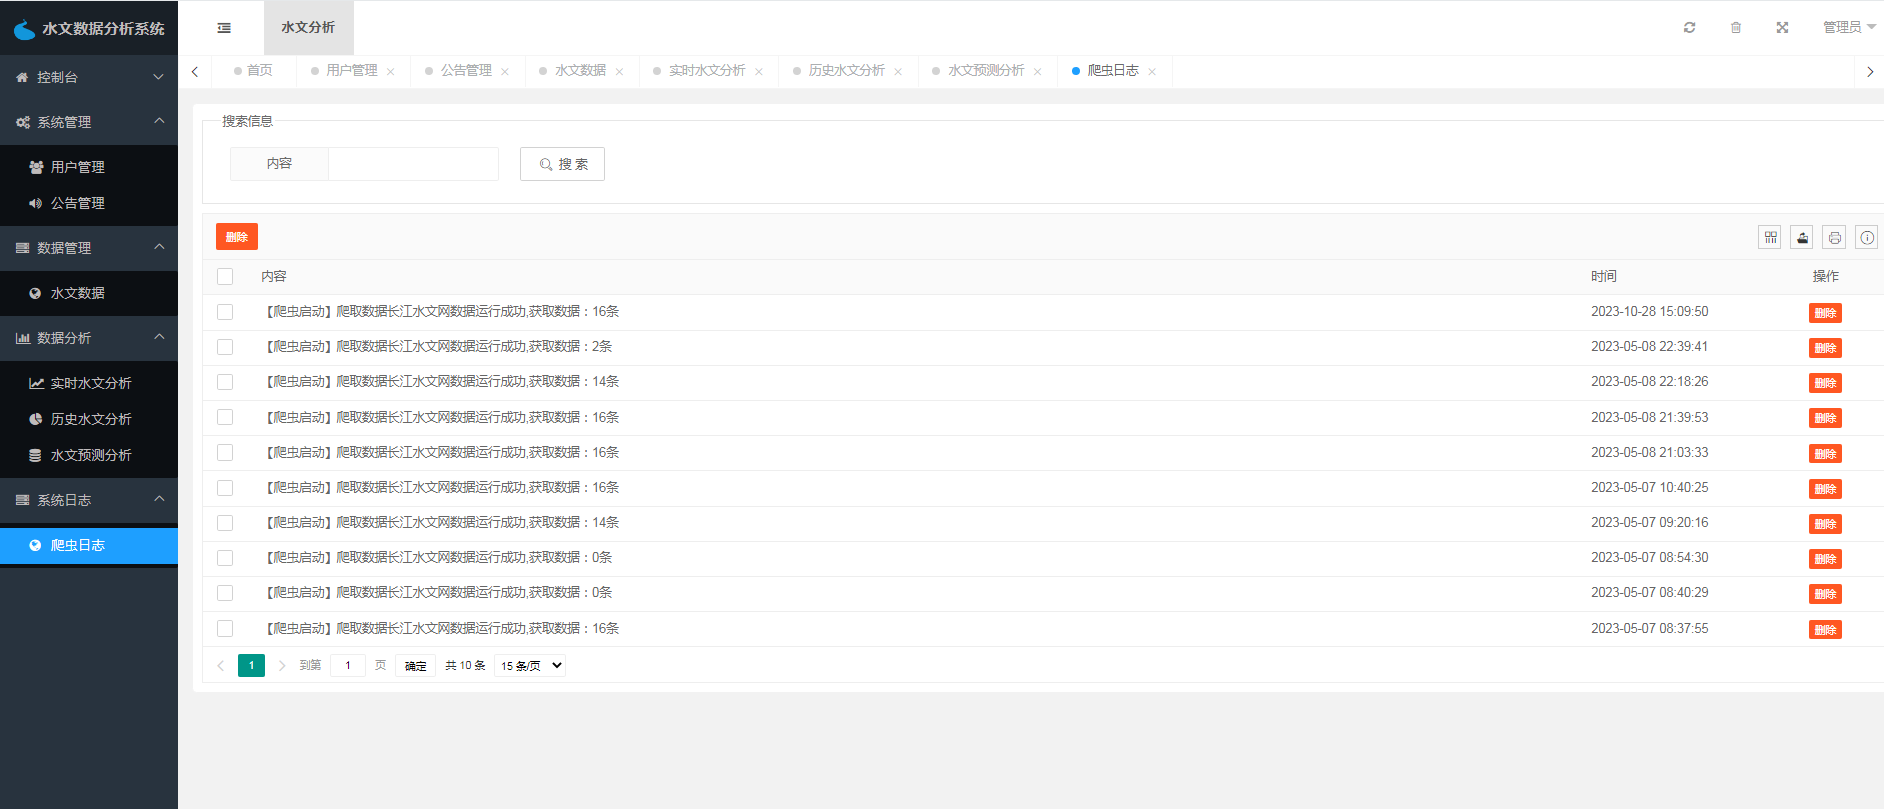 水文数据分析系统
水文分析
管理员
控制台
系统管理
用户管理
公告管理
数据管理
水文数据
数据分析
实时水文分析
历史水文分析
水文预测分析
系统日志
爬虫日志
首页 用户管理 公告管理 水文数据 实时水文分析 历史水文分析 水文预测分析 爬虫日志
搜索信息
内容 搜 索
删除
内容 时间 操作
【爬虫启动】爬取数据长江水文网数据运行成功,获取数据：16条 2023-10-28 15:09:50 删除
【爬虫启动】爬取数据长江水文网数据运行成功,获取数据：2条 2023-05-08 22:39:41 删除
【爬虫启动】爬取数据长江水文网数据运行成功,获取数据：14条 2023-05-08 22:18:26 删除
【爬虫启动】爬取数据长江水文网数据运行成功,获取数据：16条 2023-05-08 21:39:53 删除
【爬虫启动】爬取数据长江水文网数据运行成功,获取数据：16条 2023-05-08 21:03:33 删除
【爬虫启动】爬取数据长江水文网数据运行成功,获取数据：16条 2023-05-07 10:40:25 删除
【爬虫启动】爬取数据长江水文网数据运行成功,获取数据：14条 2023-05-07 09:20:16 删除
【爬虫启动】爬取数据长江水文网数据运行成功,获取数据：0条 2023-05-07 08:54:30 删除
【爬虫启动】爬取数据长江水文网数据运行成功,获取数据：0条 2023-05-07 08:40:29 删除
【爬虫启动】爬取数据长江水文网数据运行成功,获取数据：16条 2023-05-07 08:37:55 删除
1 到第 1 页 确定 共 10 条 15 条/页